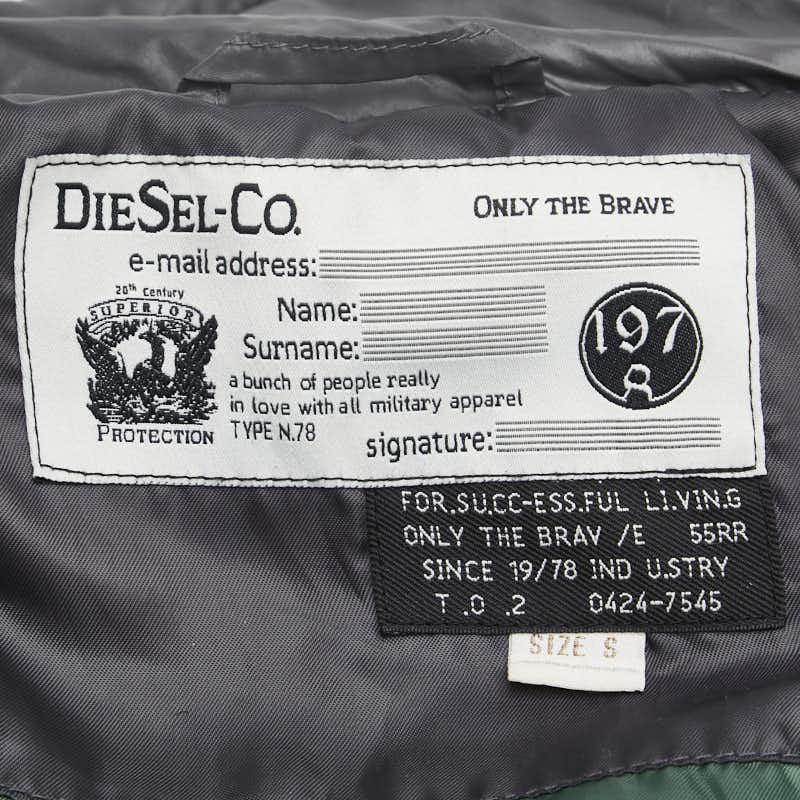 DIESEL-CO. ONLY THE BRAVE
e-mail address:
20th Century
SUPERIOR
PROTECTION
Name:
Surname:
a bunch of people really
in love with all military apparel
TYPE N.78
signature:
197
8
FOR.SU.CC-ESS.FUL LI.VIN.G
ONLY THE BRAV /E 55RR
SINCE 19/78 IND U.STRY
T .O .2 0424-7545
SIZE S